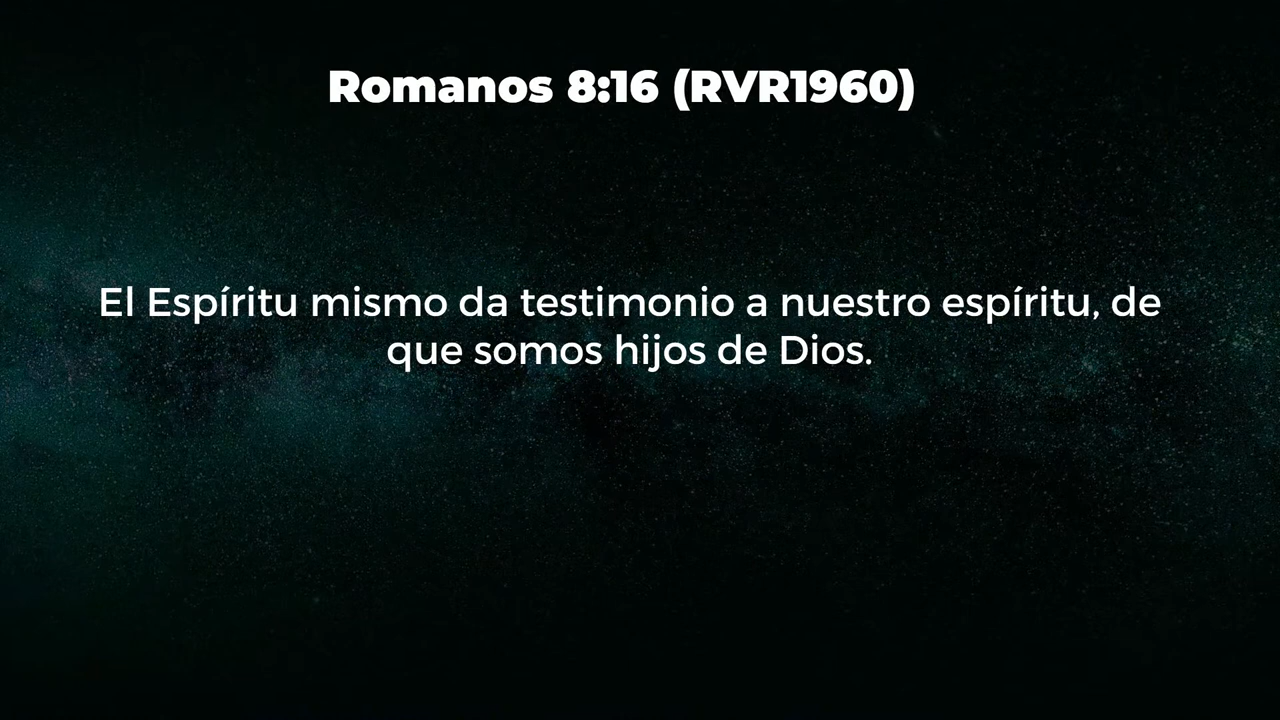 Romanos 8:16 (RVR1960)
El Espíritu mismo da testimonio a nuestro espíritu, de
que somos hijos de Dios.